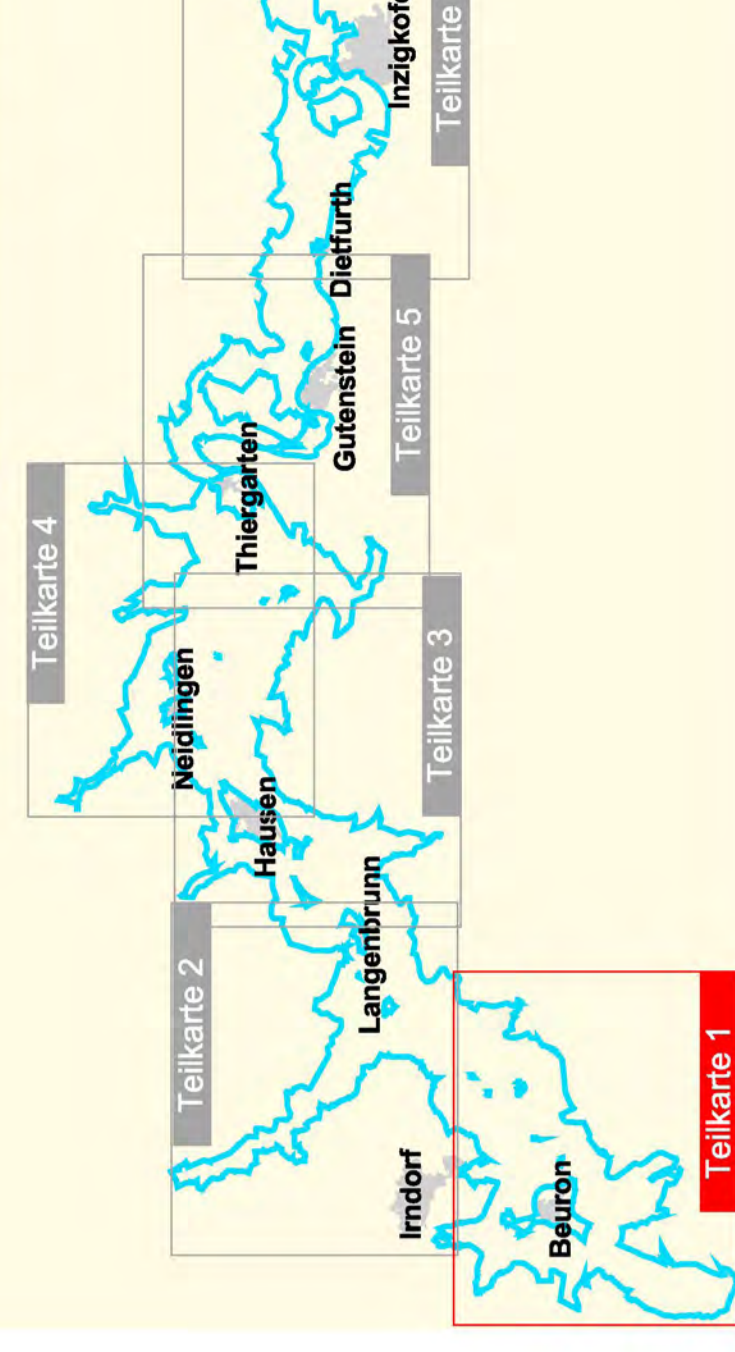 Teilkarte 4
Teilkarte 2
Neidlingen
Thiergarten
Hausen
Dietfurth
Gutenstein
Langenbrunn
Inzigkof
Irndorf
Teilkarte 5
Teilkarte 3
Teilkarte
Beuron
Teilkarte 1